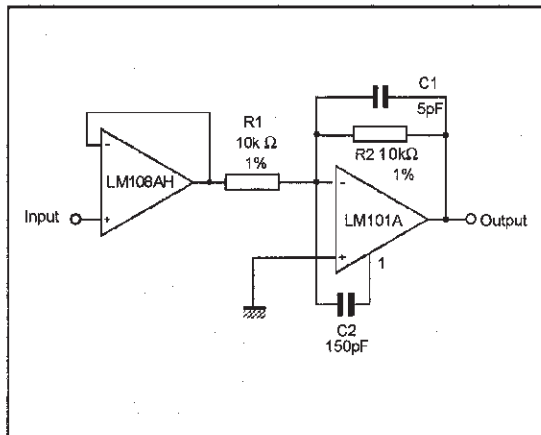 C1
5pF
R1
10k Ω
1%
R2 10kΩ
1%
-
LM108AH
+
Input
-
LM101A
+
Output
1
C2
150pF